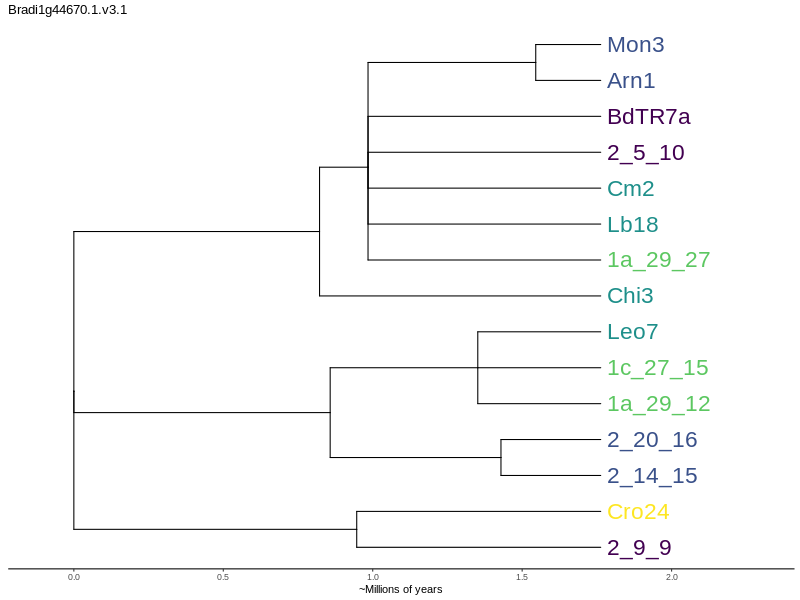 Bradi1g44670.1.v3.1
Mon3
Arn1
BdTR7a
2_5_10
Cm2
Lb18
1a_29_27
Chi3
Leo7
1c_27_15
1a_29_12
2_20_16
2_14_15
Cro24
2_9_9
0.0 0.5 1.0 1.5 2.0
~Millions of years